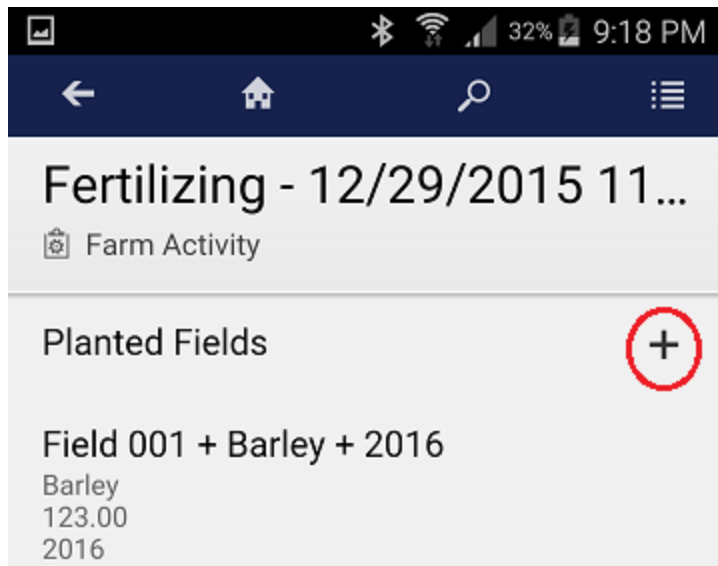 32% 9:18 PM
Fertilizing - 12/29/2015 11...
Farm Activity
Planted Fields +
Field 001 + Barley + 2016
Barley
123.00
2016